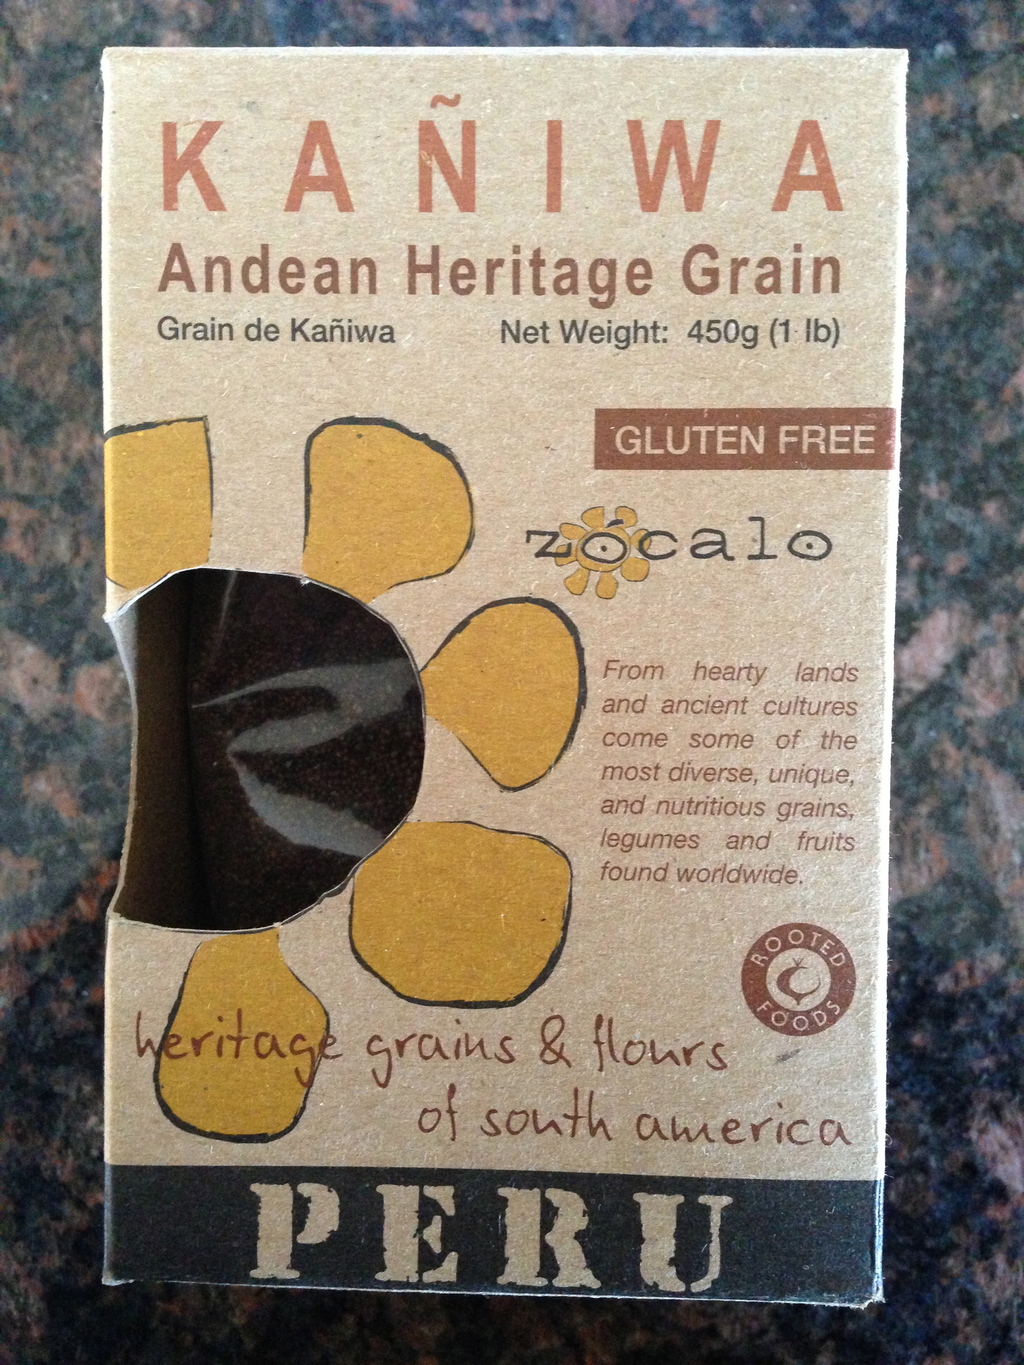 KAÑIWA
Andean Heritage Grain
Grain de Kañiwa
Net Weight: 450g (1 lb)
GLUTEN FREE
zócalo
From hearty lands
and ancient cultures
come some of the
most diverse, unique,
and nutritious grains,
legumes and fruits
found worldwide.
ROOTED
FOODS
heritage grains & flours
of south america
PERU